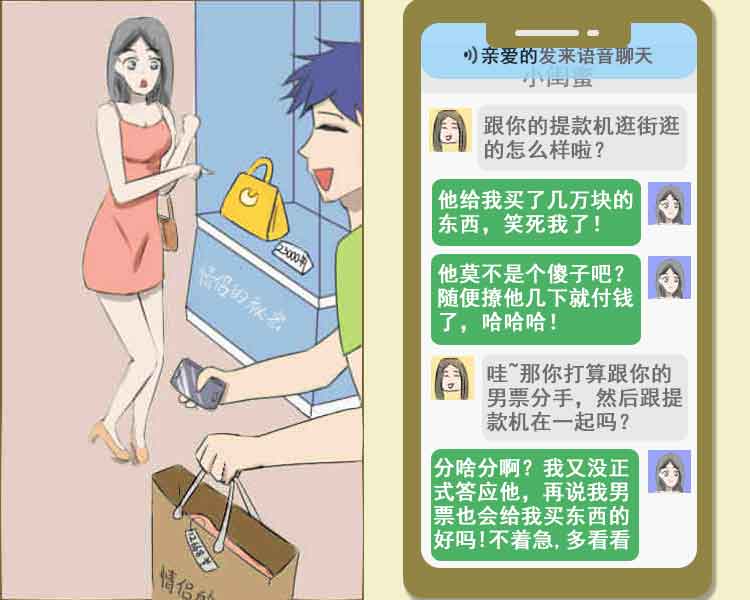 23000￥
情侣的秘密
情侣的
亲爱的发来语音聊天
小闺蜜
跟你的提款机逛街逛
的怎么样啦？
他给我买了几万块的
东西，笑死我了！
他莫不是个傻子吧？
随便撩他几下就付钱
了，哈哈哈！
哇~那你打算跟你的
男票分手，然后跟提
款机在一起吗？
分啥分啊？我又没正
式答应他，再说我男
票也会给我买东西的
好吗！不着急，多看看